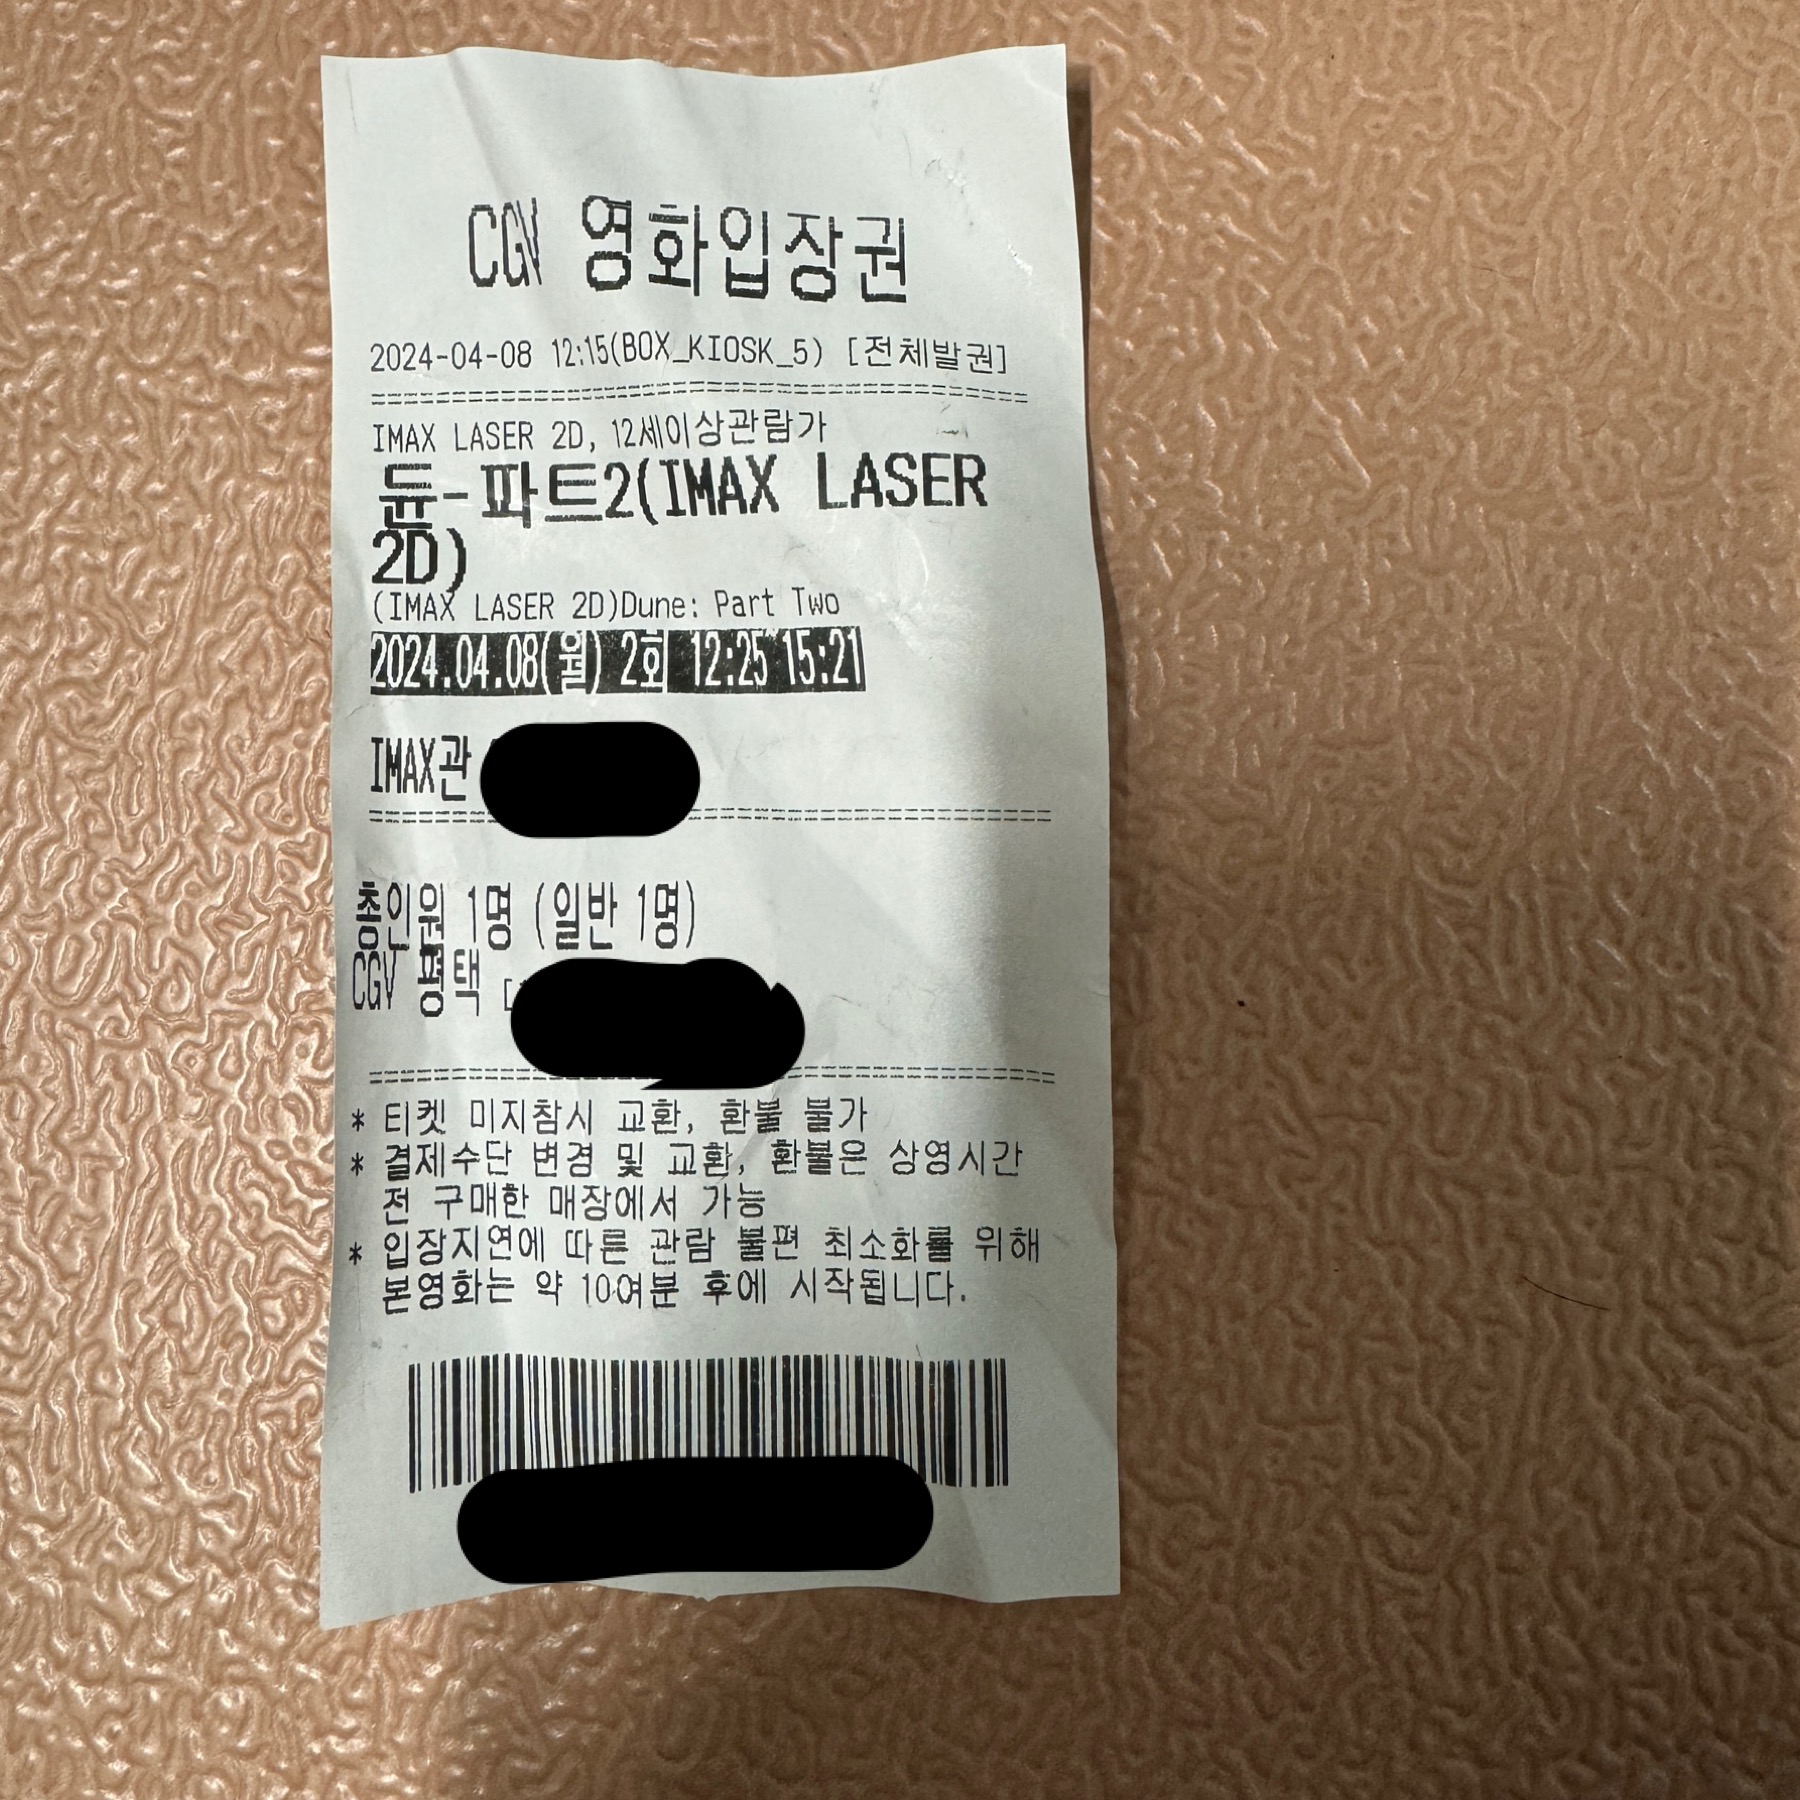 CGV 영화입장권
2024-04-08 12:15(BOX_KIOSK_5) [전체발권]
================================================
IMAX LASER 2D, 12세이상관람가
듄-파트2(IMAX LASER
2D)
(IMAX LASER 2D)Dune: Part Two
2024.04.08(월) 2회 12:25 15:21
IMAX관
================================================
총인원 1명 (일반 1명)
CGV 평택 [
================================================
* 티켓 미지참시 교환, 환불 불가
* 결제수단 변경 및 교환, 환불은 상영시간
전 구매한 매장에서 가능
* 입장지연에 따른 관람 불편 최소화를 위해
본영화는 약 10여분 후에 시작됩니다.